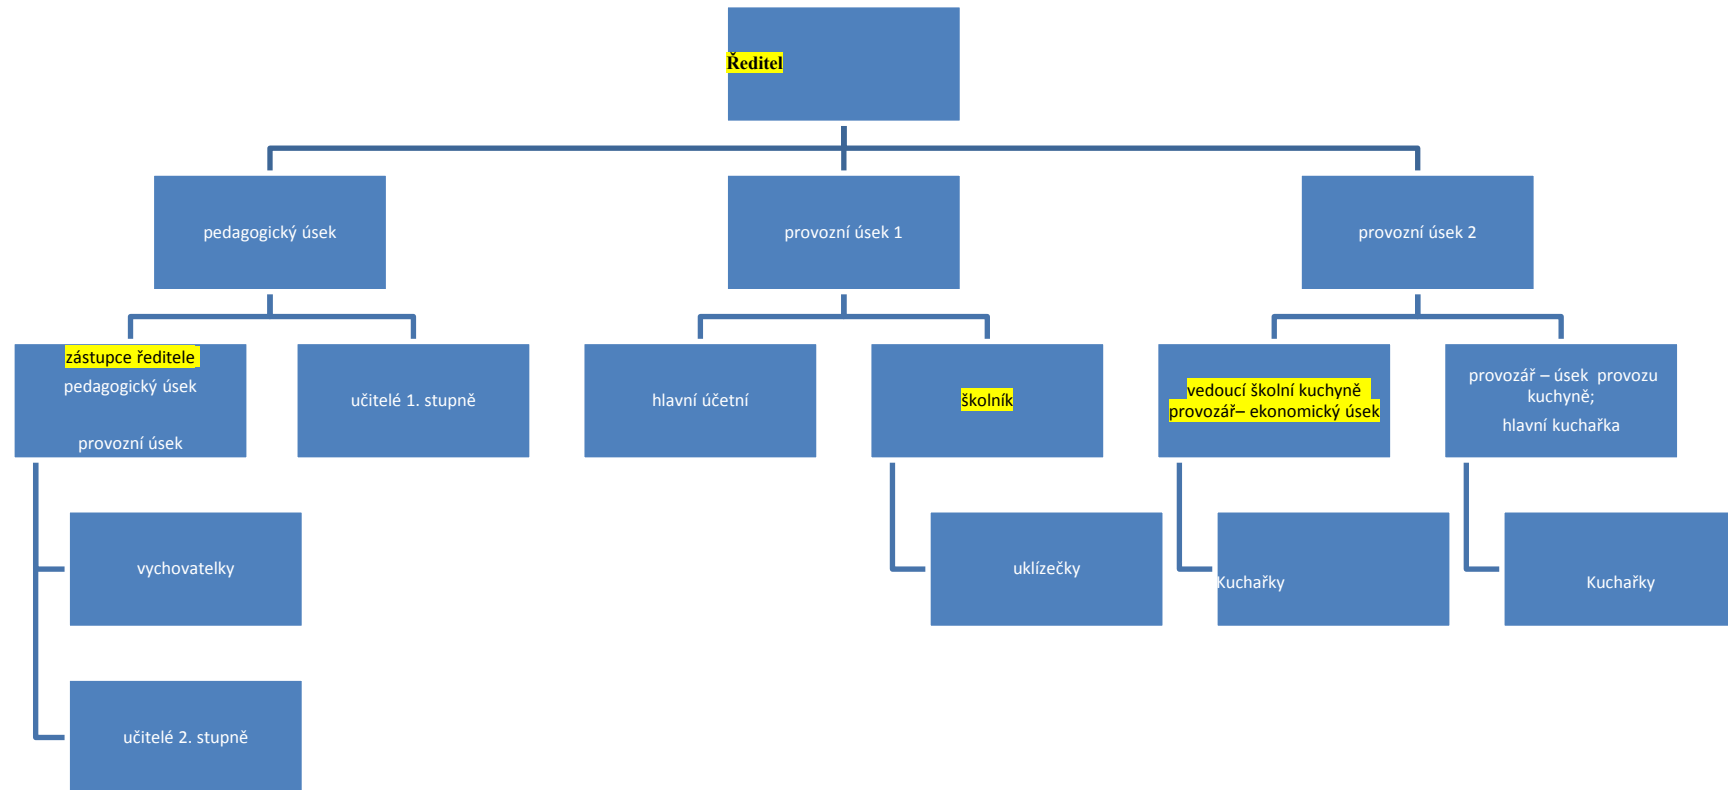 Ředitel
pedagogický úsek
provozní úsek 1
provozní úsek 2
zástupce ředitele
pedagogický úsek
provozní úsek
učitelé 1. stupně
hlavní účetní
školník
vedoucí školní kuchyně
provozář– ekonomický úsek
provozář – úsek provozu
kuchyně;
hlavní kuchařka
vychovatelky
uklízečky
Kuchařky
Kuchařky
učitelé 2. stupně